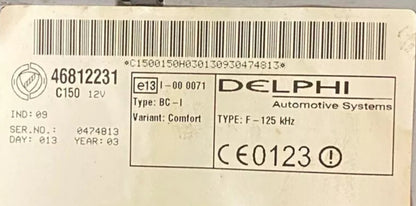 *C1500150H030130930474813*
46812231
C150 12V
IND: 09
SER.NO.: 0474813
DAY: 013 YEAR: 03
e13 I-00 0071
Type: BC-I
Variant: Comfort
DELPHI
Automotive Systems
TYPE: F-125 kHz
CE0123!